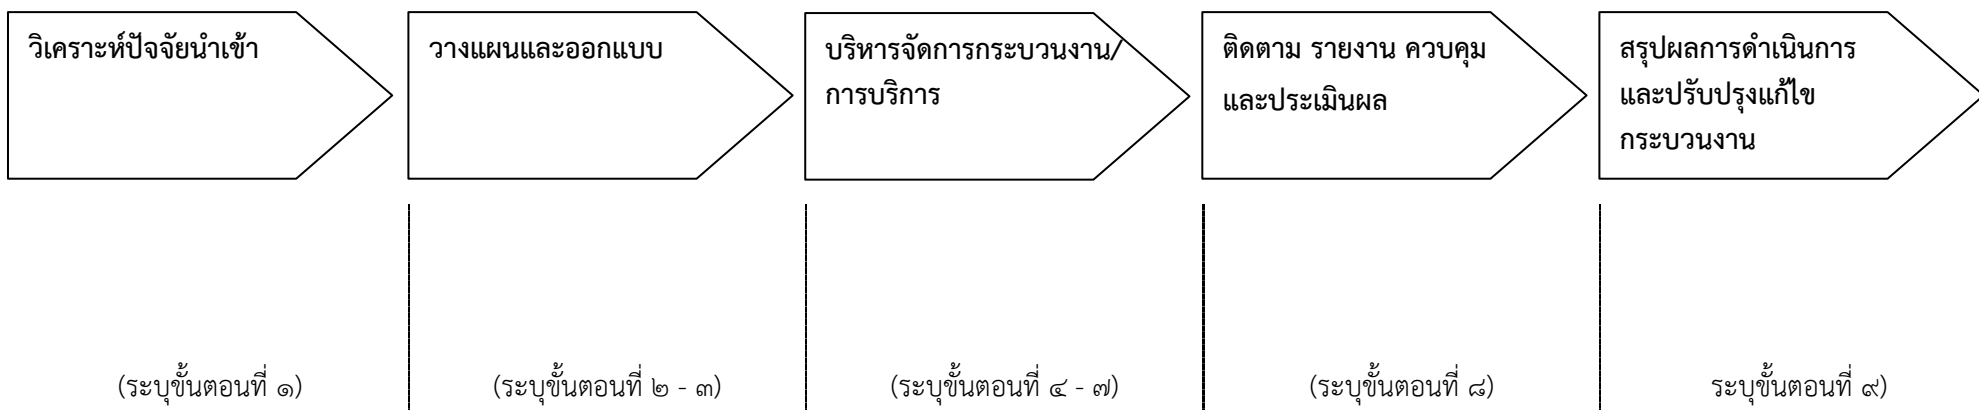 วิเคราะห์ปัจจัยนำเข้า
วางแผนและออกแบบ
บริหารจัดการกระบวนงาน/
การบริการ
ติดตาม รายงาน ควบคุม
และประเมินผล
สรุปผลการดำเนินการ
และปรับปรุงแก้ไข
กระบวนงาน
(ระบุขั้นตอนที่ ๑)
(ระบุขั้นตอนที่ ๒ - ๓)
(ระบุขั้นตอนที่ ๔ - ๗)
(ระบุขั้นตอนที่ ๘)
ระบุขั้นตอนที่ ๙)